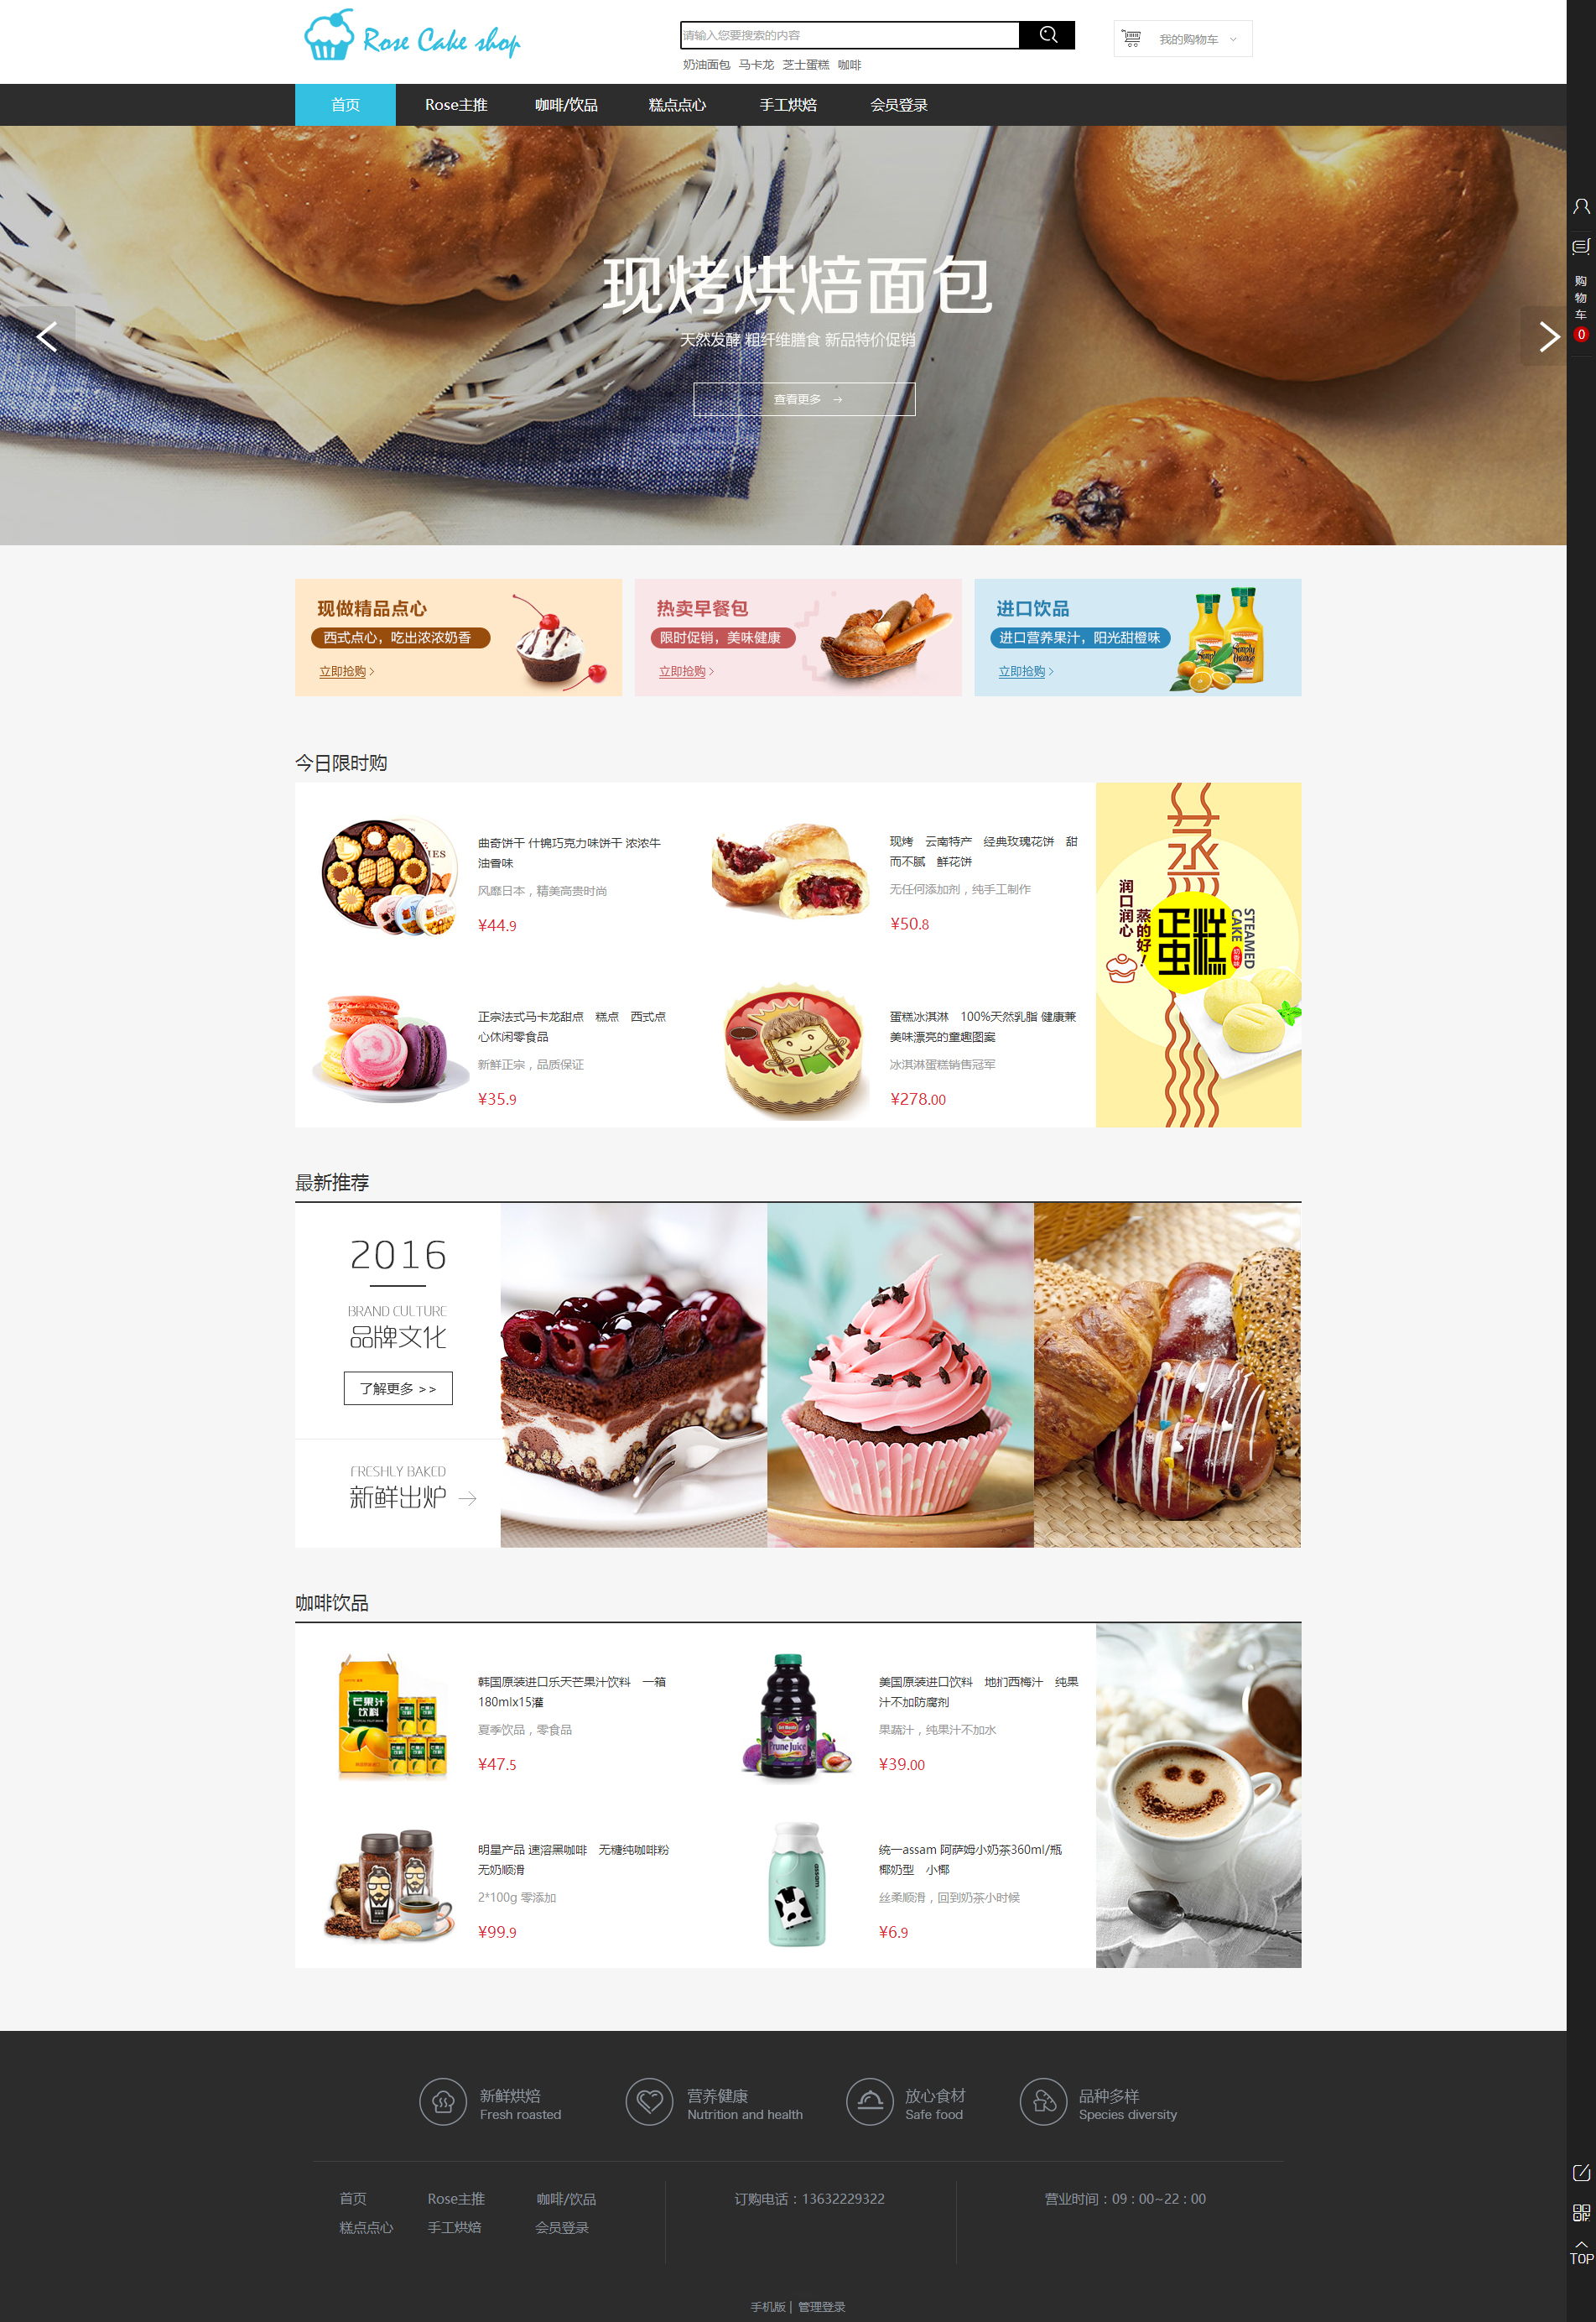 Rose Cake shop
请输入您要搜索的内容
我的购物车
奶油面包 马卡龙 芝士蛋糕 咖啡
首页 Rose主推 咖啡/饮品 糕点点心 手工烘焙 会员登录
现烤烘焙面包
天然发酵 粗纤维膳食 新品特价促销
查看更多 →
购
物
车
0
现做精品点心
西式点心，吃出浓浓奶香
立即抢购 >
热卖早餐包
限时促销，美味健康
立即抢购 >
进口饮品
进口营养果汁，阳光甜橙味
立即抢购 >
Simply
Orange
今日限时购
曲奇饼干 什锦巧克力味饼干 浓浓牛
油香味
风靡日本，精美高贵时尚
¥44.9
现烤 云南特产 经典玫瑰花饼 甜
而不腻 鲜花饼
无任何添加剂，纯手工制作
¥50.8
正宗法式马卡龙甜点 糕点 西式点
心休闲零食品
新鲜正宗，品质保证
¥35.9
蛋糕冰淇淋 100%天然乳脂 健康兼
美味漂亮的童趣图案
冰淇淋蛋糕销售冠军
¥278.00
蒸
蛋糕
润口润心
蒸的好！
STEAMED
CAKE
奶香味
最新推荐
2016
BRAND CULTURE
品牌文化
了解更多 >>
FRESHLY BAKED
新鲜出炉
咖啡饮品
韩国原装进口乐天芒果汁饮料 一箱
180mlx15灌
夏季饮品，零食品
¥47.5
芒果汁
饮料
美国原装进口饮料 地扪西梅汁 纯果
汁不加防腐剂
果蔬汁，纯果汁不加水
¥39.00
Del Monte
Prune Juice
明星产品 速溶黑咖啡 无糖纯咖啡粉
无奶顺滑
2*100g 零添加
¥99.9
统一assam 阿萨姆小奶茶360ml/瓶
椰奶型 小椰
丝柔顺滑，回到奶茶小时候
¥6.9
assam
新鲜烘焙
Fresh roasted
营养健康
Nutrition and health
放心食材
Safe food
品种多样
Species diversity
首页 Rose主推 咖啡/饮品
糕点点心 手工烘焙 会员登录
订购电话：13632229322
营业时间：09：00~22：00
TOP
手机版 | 管理登录